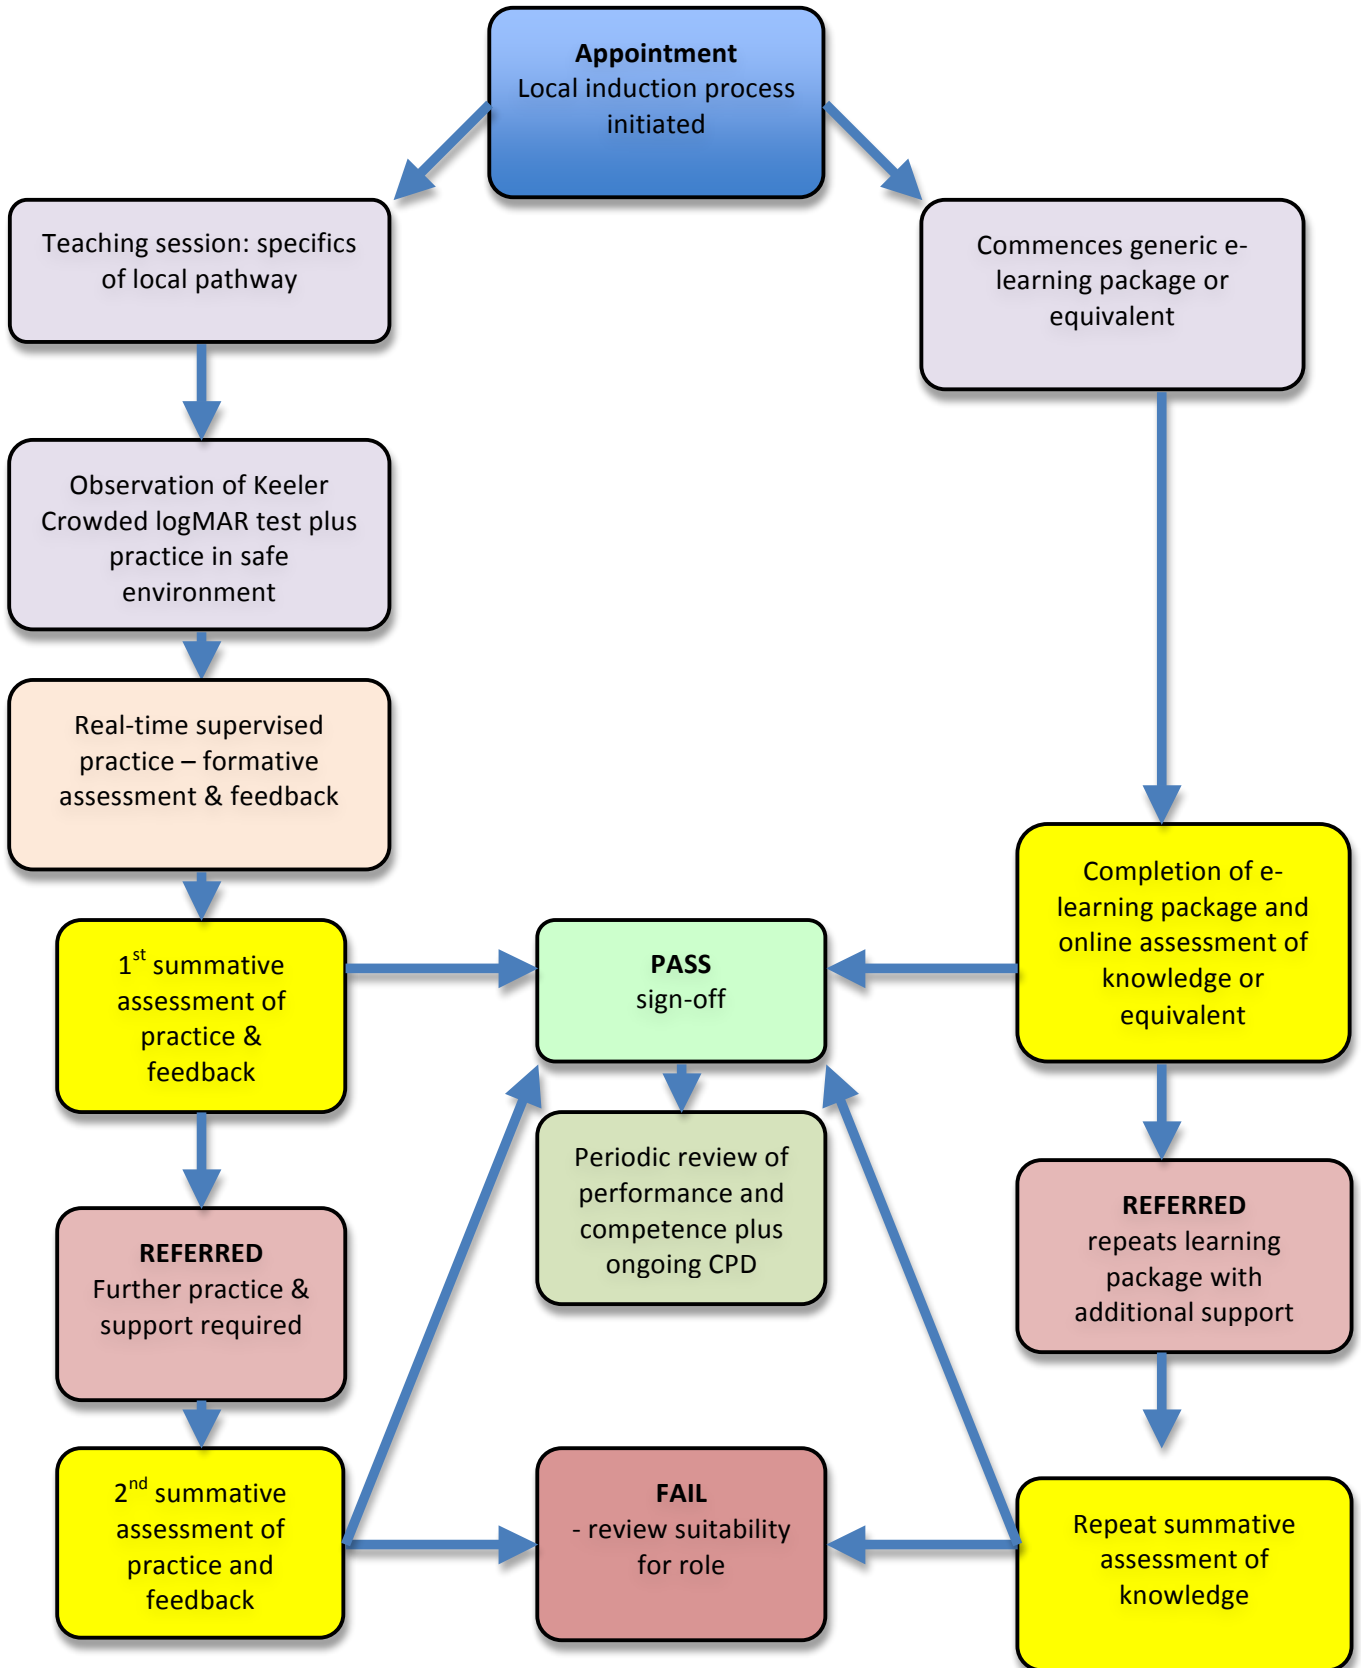 Appointment
Local induction process
initiated
Teaching session: specifics
of local pathway
Commences generic e-
learning package or
equivalent
Observation of Keeler
Crowded logMAR test plus
practice in safe
environment
Real-time supervised
practice – formative
assessment & feedback
Completion of e-
learning package and
online assessment of
knowledge or
equivalent
1st summative
assessment of
practice &
feedback
PASS
sign-off
Periodic review of
performance and
competence plus
ongoing CPD
REFERRED
Further practice &
support required
REFERRED
repeats learning
package with
additional support
2nd summative
assessment of
practice and
feedback
FAIL
- review suitability
for role
Repeat summative
assessment of
knowledge